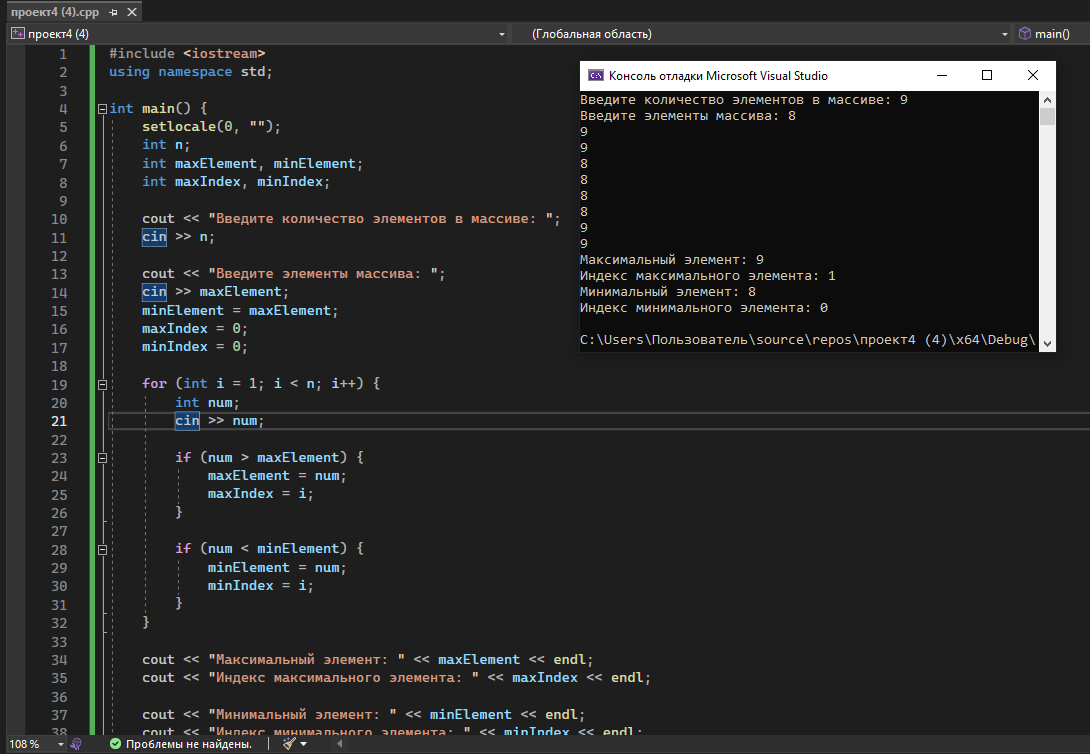 проект4 (4).cpp
проект4 (4)
(Глобальная область)
main()
1 #include <iostream>
2 using namespace std;
3
4 int main() {
5 setlocale(0, "");
6 int n;
7 int maxElement, minElement;
8 int maxIndex, minIndex;
9
10 cout << "Введите количество элементов в массиве: ";
11 cin >> n;
12
13 cout << "Введите элементы массива: ";
14 cin >> maxElement;
15 minElement = maxElement;
16 maxIndex = 0;
17 minIndex = 0;
18
19 for (int i = 1; i < n; i++) {
20 int num;
21 cin >> num;
22
23 if (num > maxElement) {
24 maxElement = num;
25 maxIndex = i;
26 }
27
28 if (num < minElement) {
29 minElement = num;
30 minIndex = i;
31 }
32 }
33
34 cout << "Максимальный элемент: " << maxElement << endl;
35 cout << "Индекс максимального элемента: " << maxIndex << endl;
36
37 cout << "Минимальный элемент: " << minElement << endl;
38 cout << "Индекс минимального элемента: " << minIndex << endl;
108 %
Проблемы не найдены.
Консоль отладки Microsoft Visual Studio
Введите количество элементов в массиве: 9
Введите элементы массива: 8
9
9
8
8
8
8
9
9
Максимальный элемент: 9
Индекс максимального элемента: 1
Минимальный элемент: 8
Индекс минимального элемента: 0
C:\Users\Пользователь\source\repos\проект4 (4)\x64\Debug\